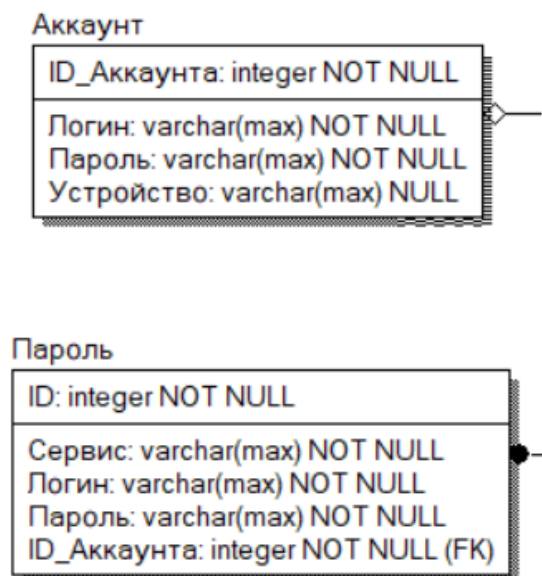 Аккаунт
ID_Аккаунта: integer NOT NULL
Логин: varchar(max) NOT NULL
Пароль: varchar(max) NOT NULL
Устройство: varchar(max) NULL
Пароль
ID: integer NOT NULL
Сервис: varchar(max) NOT NULL
Логин: varchar(max) NOT NULL
Пароль: varchar(max) NOT NULL
ID_Аккаунта: integer NOT NULL (FK)